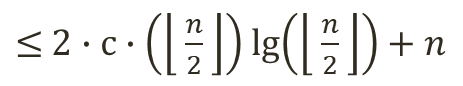 ≤ 2 · c · (⌊n/2⌋) lg(⌊n/2⌋) + n